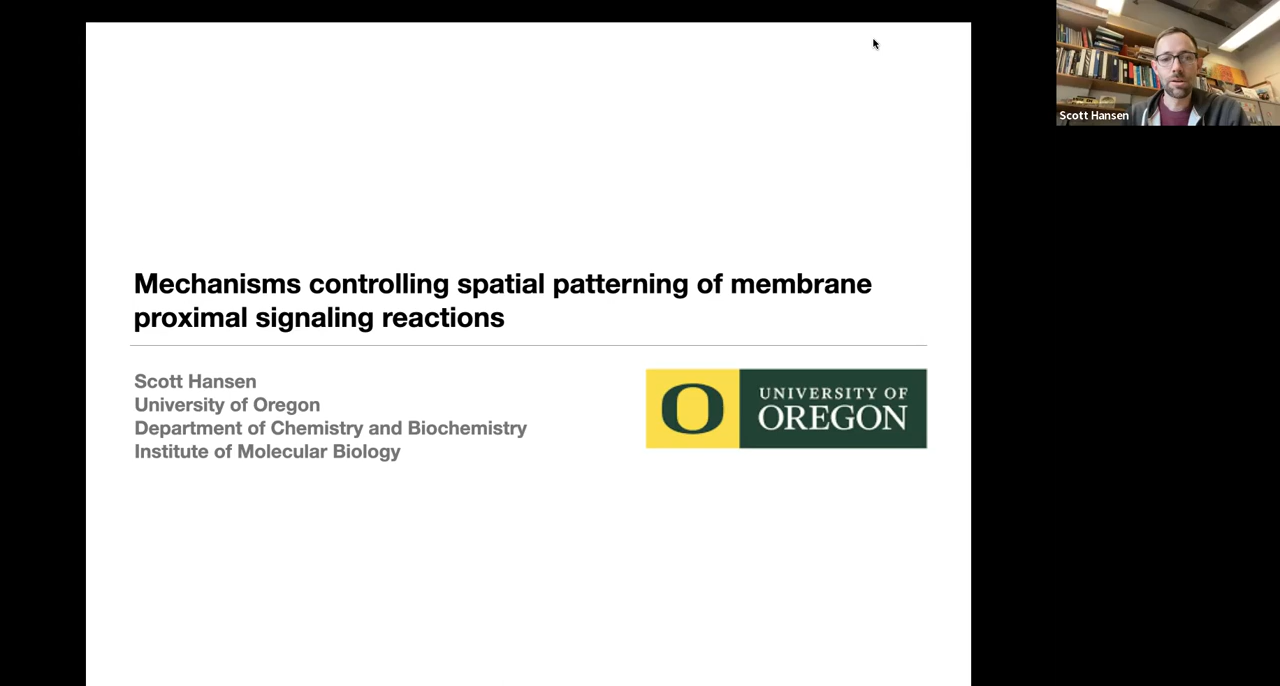 Mechanisms controlling spatial patterning of membrane
proximal signaling reactions
Scott Hansen
University of Oregon
Department of Chemistry and Biochemistry
Institute of Molecular Biology
O
UNIVERSITY OF
OREGON
Scott Hansen